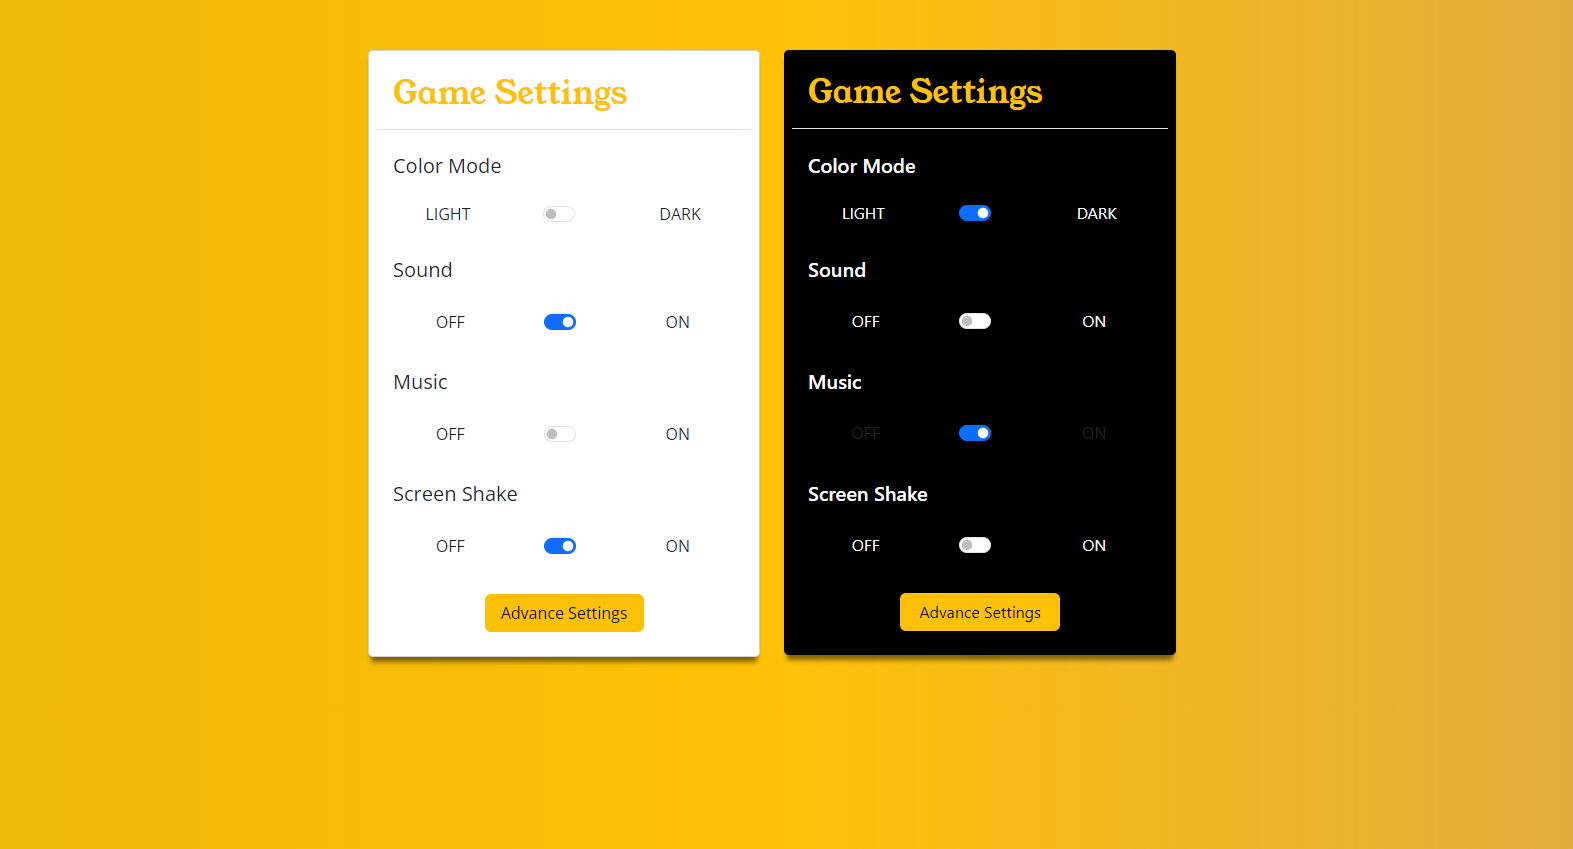 Game Settings
Color Mode
LIGHT DARK
Sound
OFF ON
Music
OFF ON
Screen Shake
OFF ON
Advance Settings
Game Settings
Color Mode
LIGHT DARK
Sound
OFF ON
Music
OFF ON
Screen Shake
OFF ON
Advance Settings